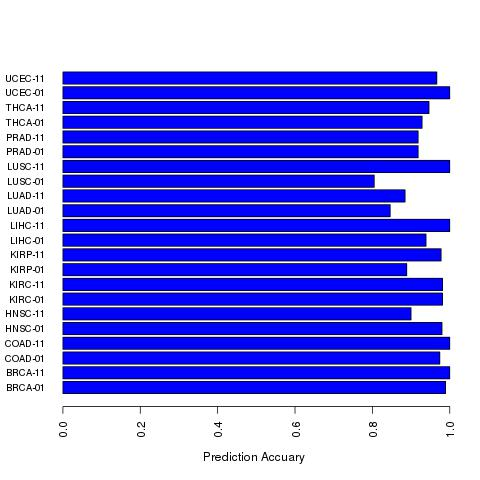 UCEC-11
UCEC-01
THCA-11
THCA-01
PRAD-11
PRAD-01
LUSC-11
LUSC-01
LUAD-11
LUAD-01
LIHC-11
LIHC-01
KIRP-11
KIRP-01
KIRC-11
KIRC-01
HNSC-11
HNSC-01
COAD-11
COAD-01
BRCA-11
BRCA-01
0.0 0.2 0.4 0.6 0.8 1.0
Prediction Accuary